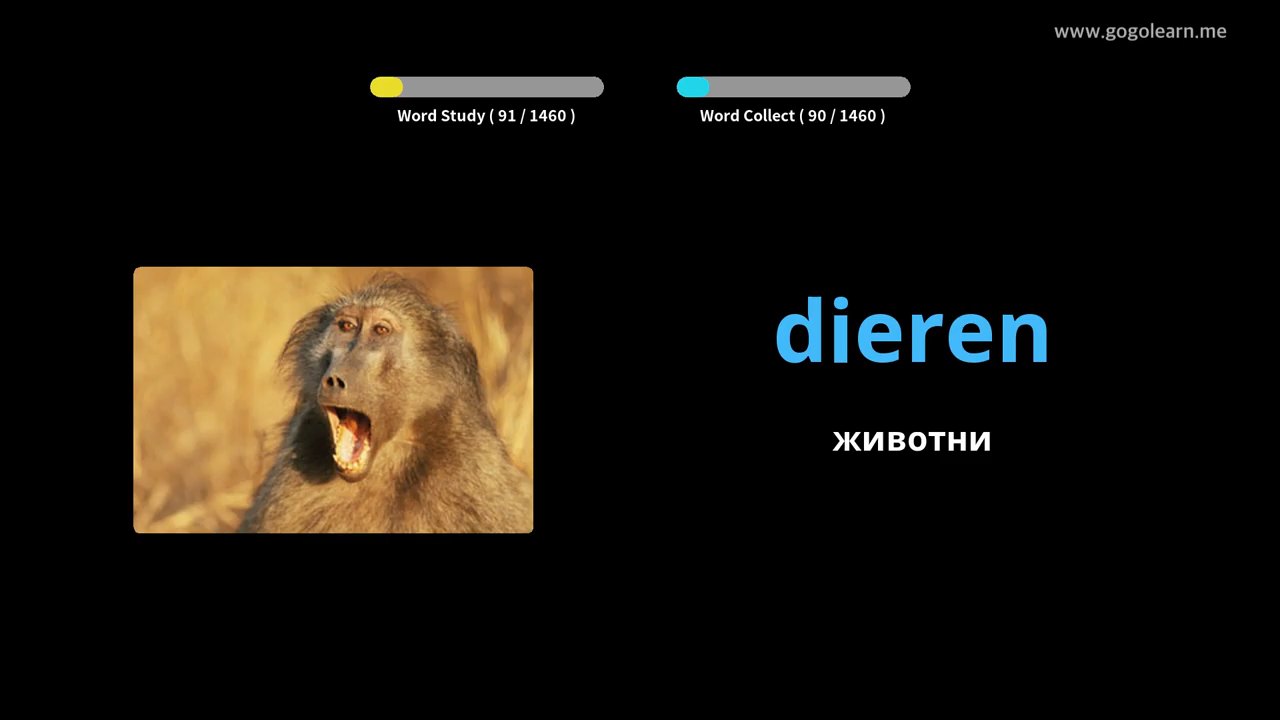 www.gogolearn.me
Word Study ( 91 / 1460 )
Word Collect ( 90 / 1460 )
dieren
животни